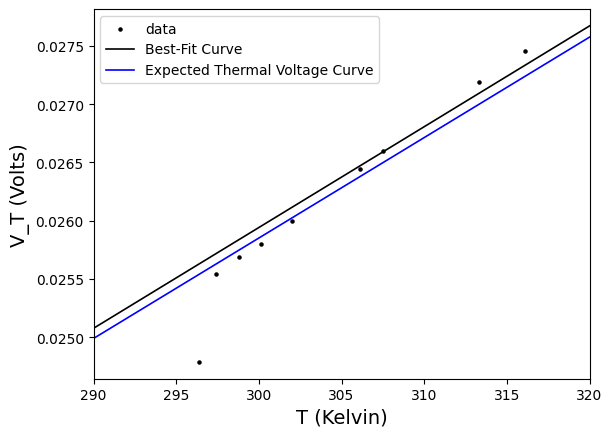 data
Best-Fit Curve
Expected Thermal Voltage Curve
0.0275
0.0270
0.0265
0.0260
0.0255
0.0250
V_T (Volts)
290 295 300 305 310 315 320
T (Kelvin)